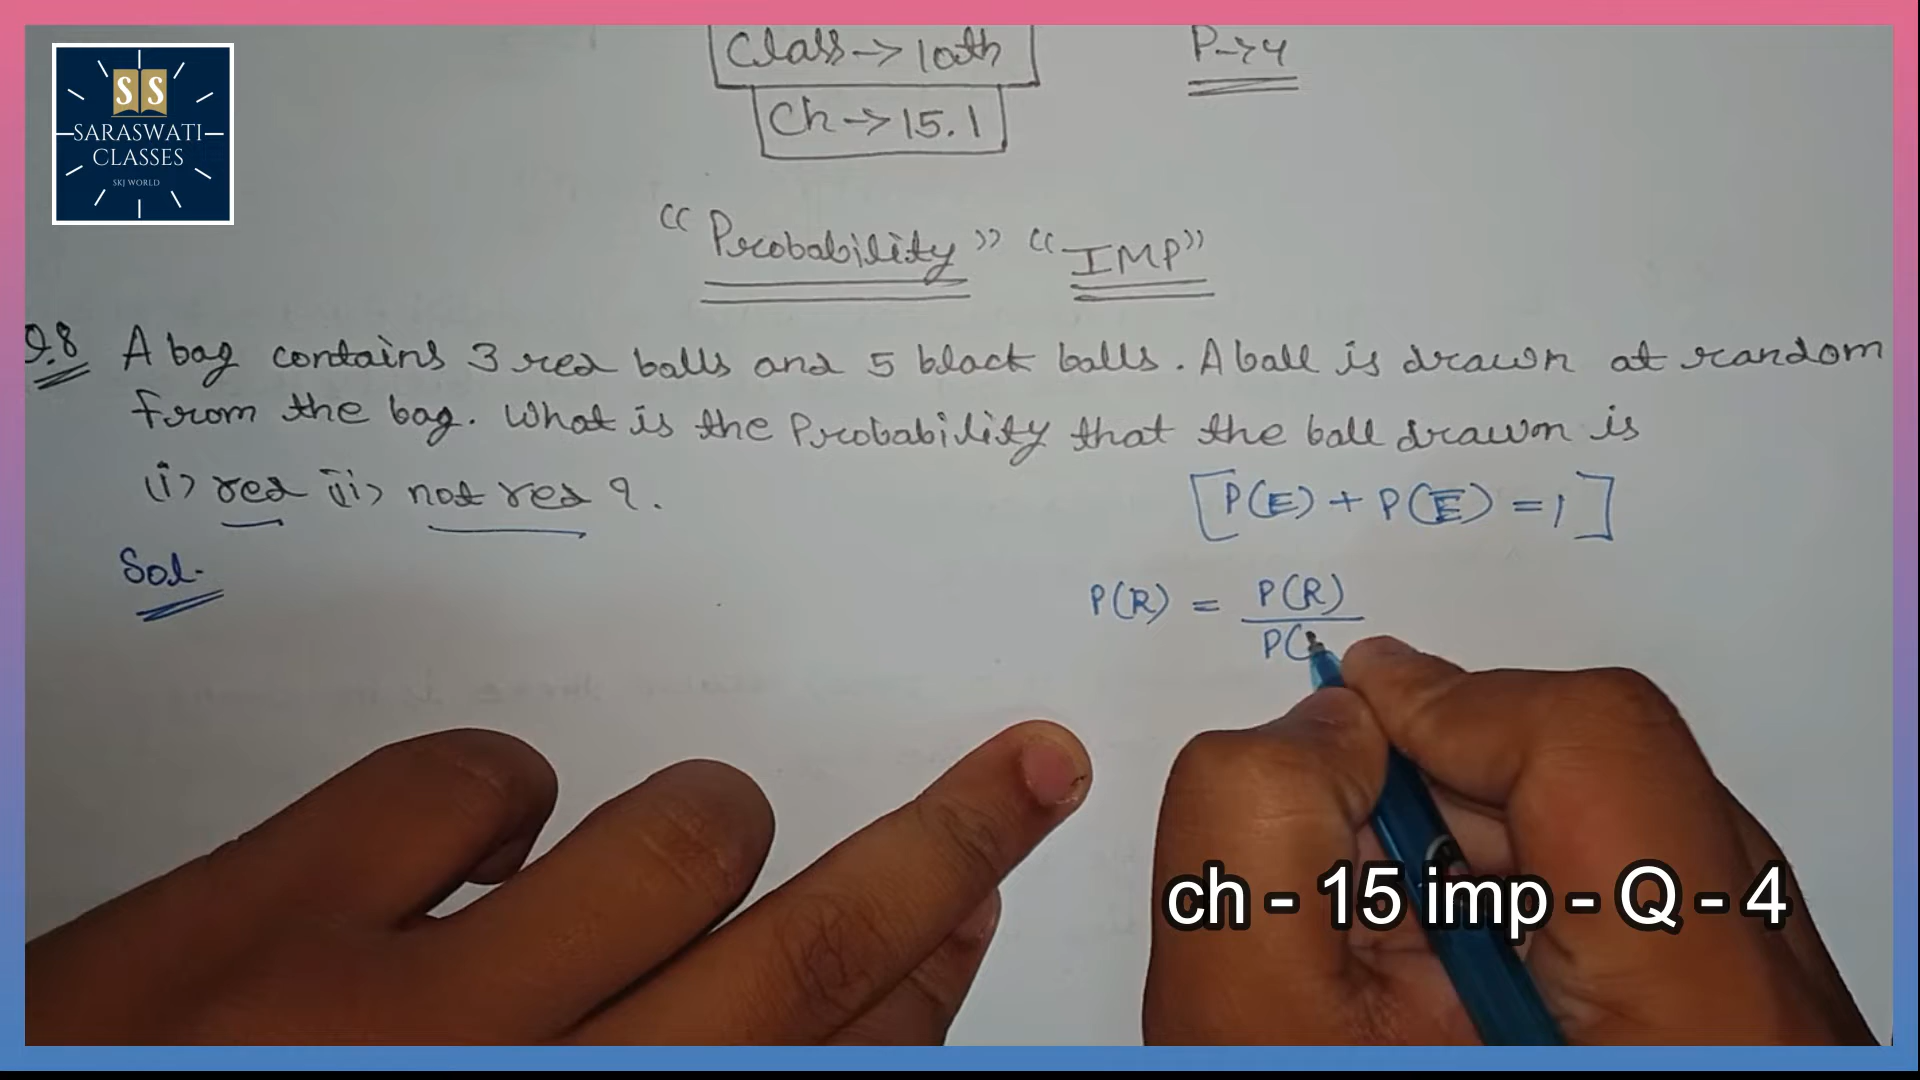 SS
SARASWATI
CLASSES
SKJ WORLD
Class → 10th
P → 4
Ch → 15.1
"Probability" "IMP"
Q.8 A bag contains 3 red balls and 5 black balls. A ball is drawn at random
from the bag. What is the Probability that the ball drawn is
(i) red (ii) not red ?.
[P(E) + P(E̅) = 1]
Sol.
P(R) = P(R)
P(
ch - 15 imp - Q - 4